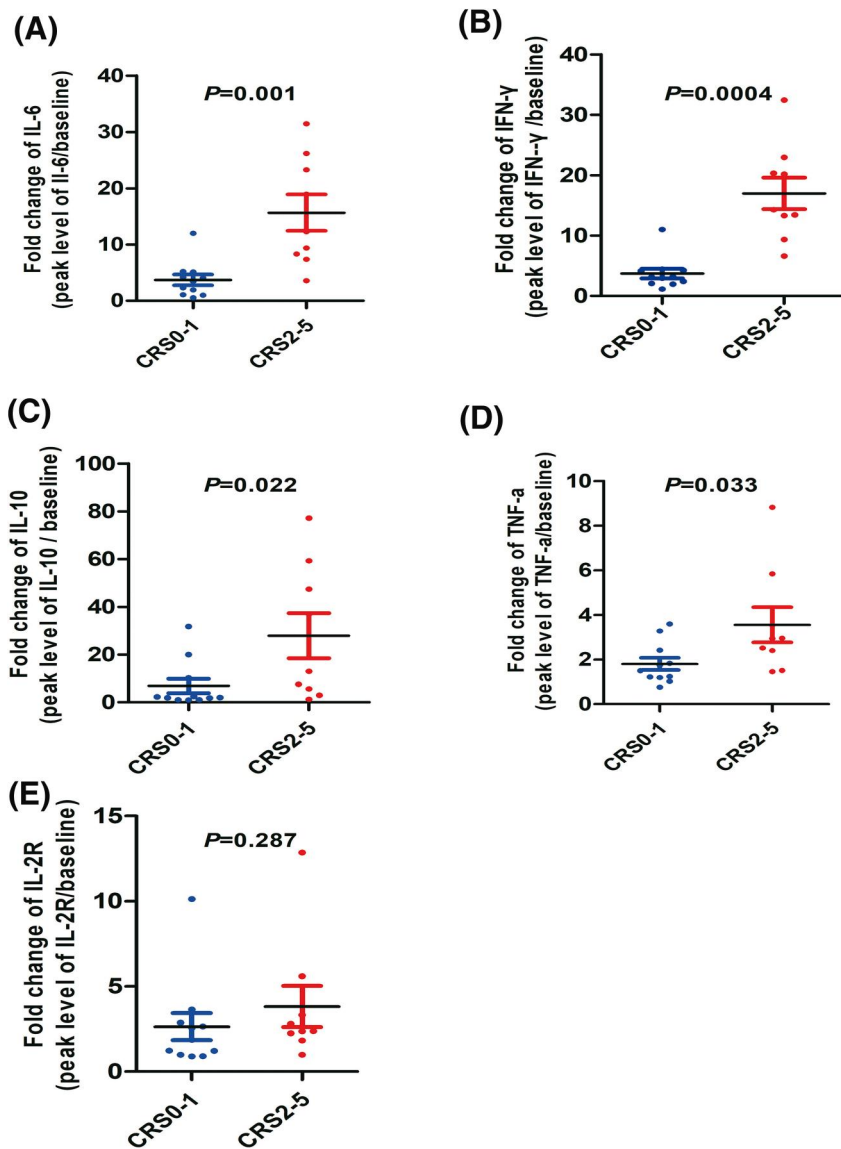 (A)
Fold change of IL-6
(peak level of Il-6/baseline)
P=0.001
40
30
20
10
0
CRS0-1
CRS2-5
(B)
Fold change of IFN-γ
(peak level of IFN--γ /baseline)
P=0.0004
40
30
20
10
0
CRS0-1
CRS2-5
(C)
Fold change of IL-10
(peak level of IL-10 / baseline)
P=0.022
100
80
60
40
20
0
CRS0-1
CRS2-5
(D)
Fold change of TNF-a
(peak level of TNF-a/baseline)
P=0.033
10
8
6
4
2
0
CRS0-1
CRS2-5
(E)
Fold change of IL-2R
(peak level of IL-2R/baseline)
P=0.287
15
10
5
0
CRS0-1
CRS2-5